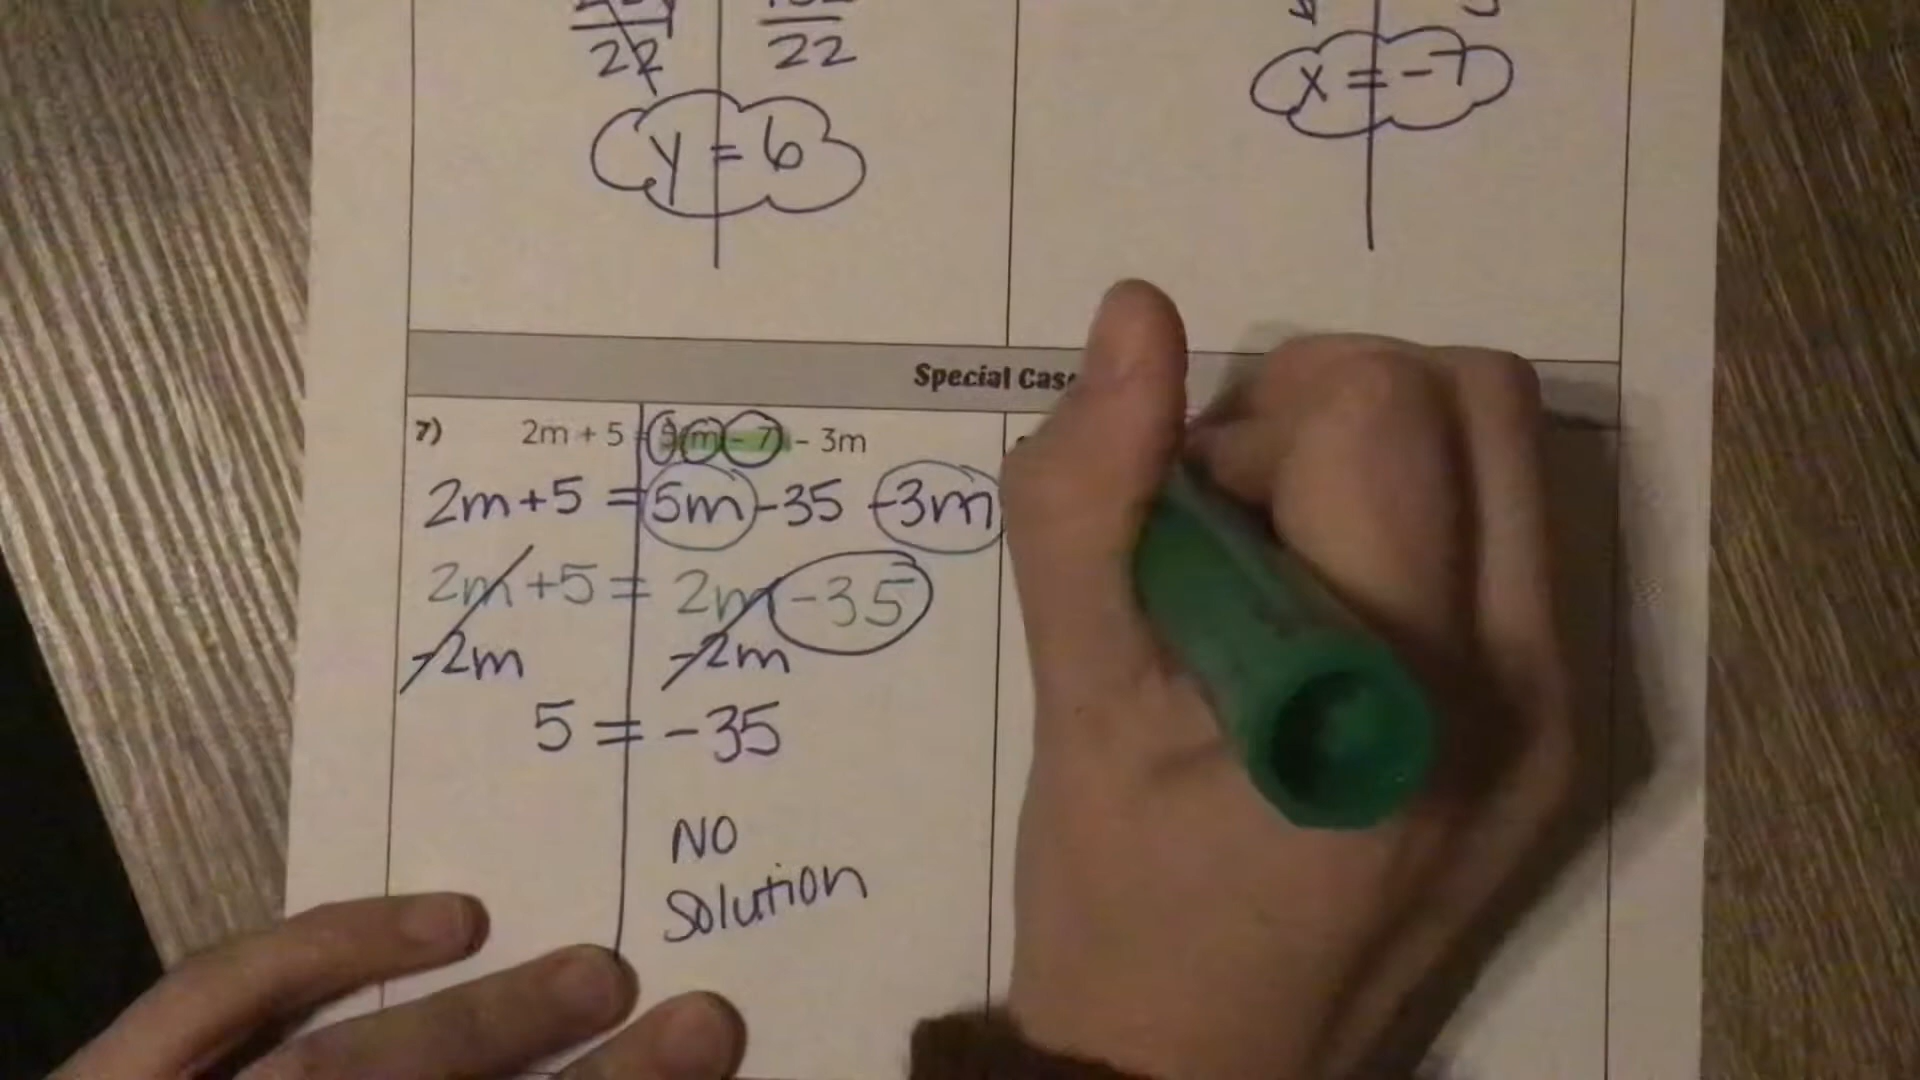 22 22
y = 6
x = -7
Special
7) 2m + 5 = 5(m - 7) - 3m
2m+5 = 5m -35 -3m
2m +5 = 2m -35
-2m -2m
5 = -35
NO
Solution